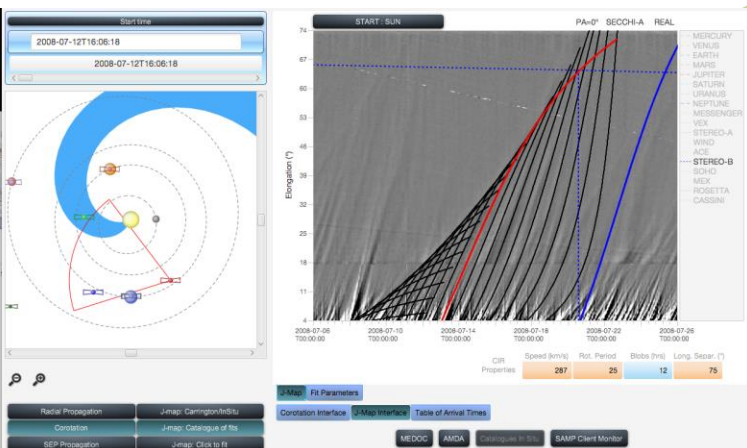 Start time
2008-07-12T16:06:18
2008-07-12T16:06:18
START : SUN
PA=0° SECCHI-A REAL
74
67
60
53
46
39
32
25
18
11
4
Elongation (°)
MERCURY
VENUS
EARTH
MARS
JUPITER
SATURN
URANUS
NEPTUNE
MESSENGER
VEX
STEREO-A
WIND
ACE
STEREO-B
SOHO
MEX
ROSETTA
CASSINI
2008-07-06 2008-07-10 2008-07-14 2008-07-18 2008-07-22 2008-07-26
T00:00:00 T00:00:00 T00:00:00 T00:00:00 T00:00:00 T00:00:00
CIR Properties
Speed (km/s) Rot. Period Blobs (hrs) Long. Separ. (°)
287 25 12 75
J-Map Fit Parameters
Corotation Interface J-Map Interface Table of Arrival Times
Radial Propagation J-map: Carrington/InSitu
Corotation J-map: Catalogue of fits
SEP Propagation J-map: Click to fit
MEDOC AMDA Catalogues In Situ SAMP Client Monitor